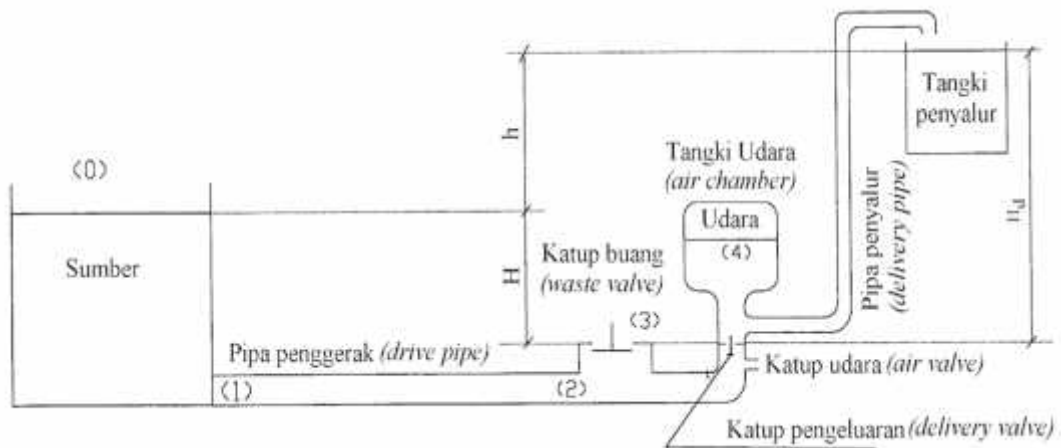 Tangki
penyalur
h
(0)
Tangki Udara
(air chamber)
Udara
(4)
Pipa penyalur
(delivery pipe)
Hd
Sumber
H
Katup buang
(waste valve)
(3)
Pipa penggerak (drive pipe)
(1)
(2)
Katup udara (air valve)
Katup pengeluaran (delivery valve)